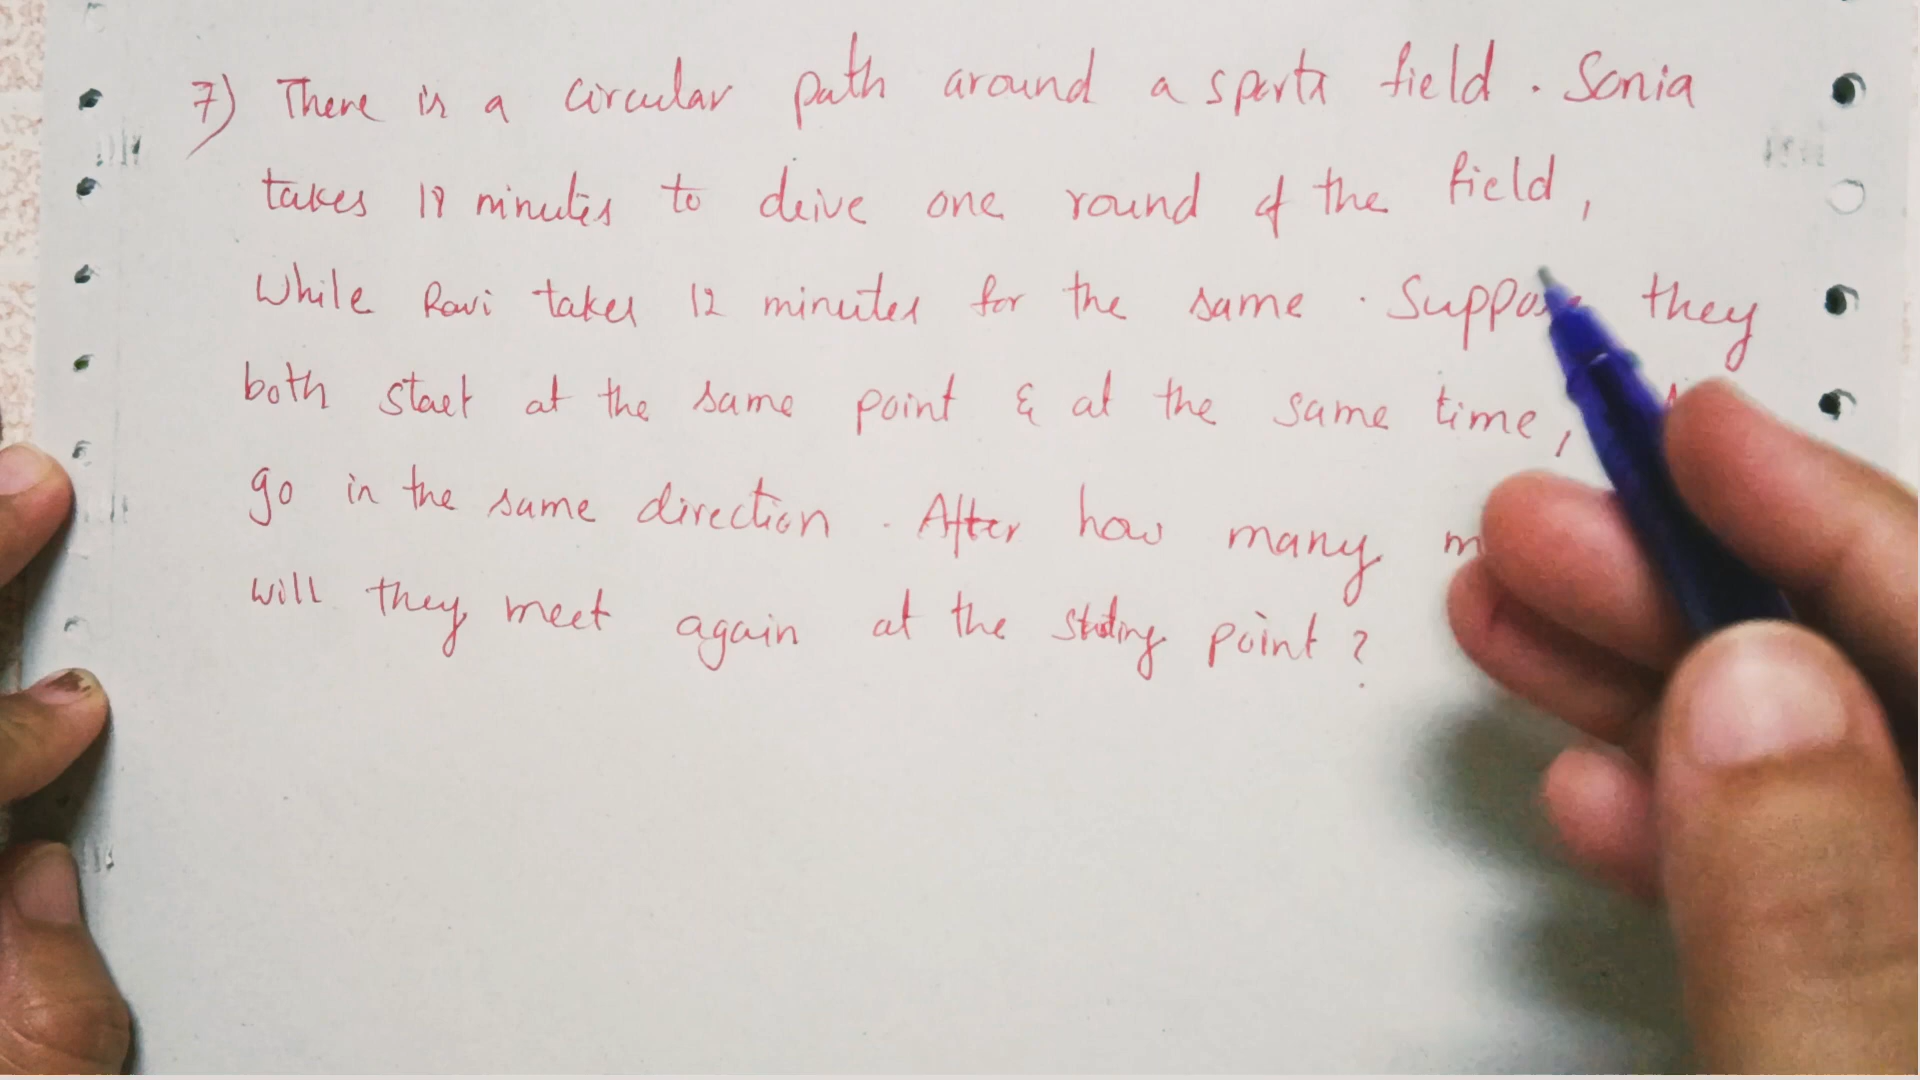 7) There is a circular path around a sports field. Sonia
takes 18 minutes to drive one round of the field,
While Ravi takes 12 minutes for the same. Suppose they
both start at the same point & at the same time,
go in the same direction. After how many
will they meet again at the starting point?